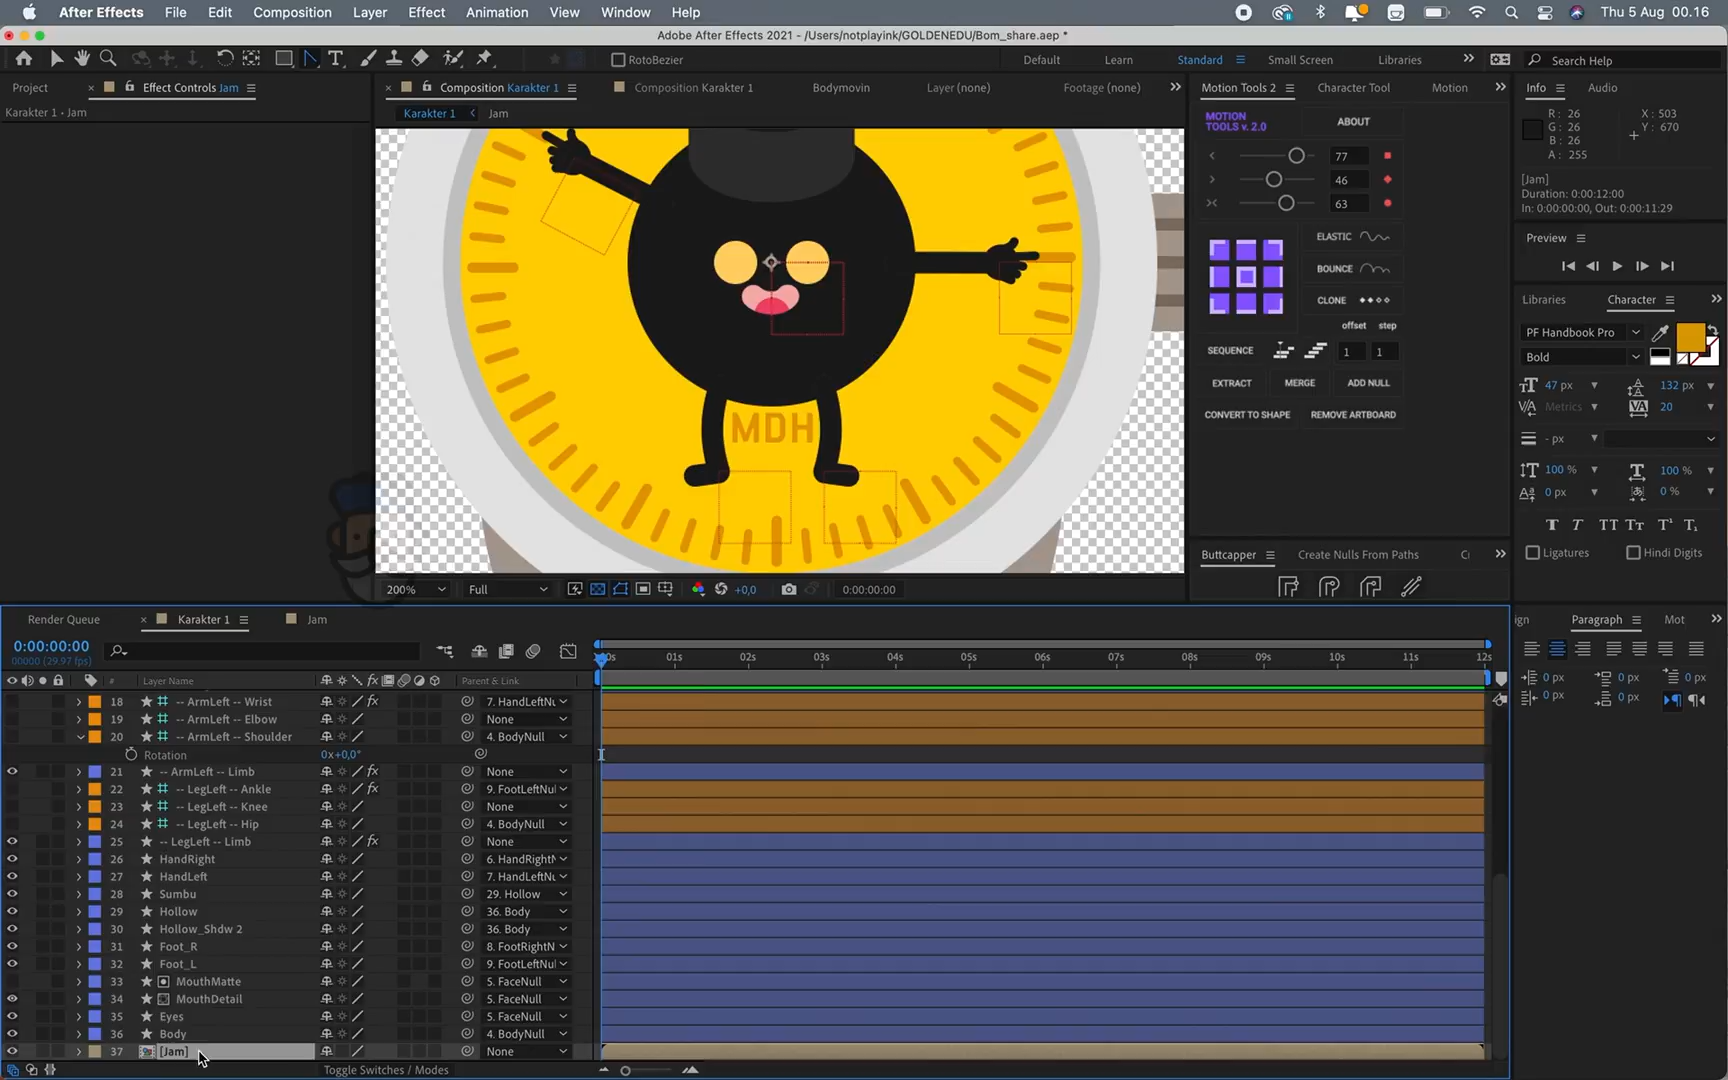 After Effects File Edit Composition Layer Effect Animation View Window Help Thu 5 Aug 00.16
Adobe After Effects 2021 - /Users/notplayink/GOLDENEDU/Bom_share.aep *
RotoBezier Default Learn Standard Small Screen Libraries Search Help
Project Effect Controls Jam Composition Karakter 1 Composition Karakter 1 Bodymovin Layer (none) Footage (none) Motion Tools 2 Character Tool Motion Info Audio
Karakter 1 • Jam
Karakter 1 Jam
MOTION TOOLS v. 2.0 ABOUT
R: 26 X: 503
G: 26 Y: 670
B: 26
A: 255
77
46
63
[Jam]
Duration: 0:00:12:00
In: 0:00:00:00, Out: 0:00:11:29
Preview
ELASTIC
BOUNCE
CLONE
offset step
SEQUENCE 1 1
EXTRACT MERGE ADD NULL
CONVERT TO SHAPE REMOVE ARTBOARD
Libraries Character
PF Handbook Pro
Bold
47 px 132 px
Metrics 20
- px
100 % 100 %
0 px 0 %
T T TT Tт T¹ T₁
Ligatures Hindi Digits
MDH
Buttcapper Create Nulls From Paths
200% Full +0,0 0:00:00:00
Render Queue Karakter 1 Jam
ign Paragraph Mot
0:00:00:00
00000 (29.97 fps)
# Layer Name Parent & Link
00s 01s 02s 03s 04s 05s 06s 07s 08s 09s 10s 11s 12s
0 px 0 px 0 px
0 px 0 px
18 -- ArmLeft -- Wrist 7. HandLeftNu
19 -- ArmLeft -- Elbow None
20 -- ArmLeft -- Shoulder 4. BodyNull
Rotation 0x+0,0°
21 -- ArmLeft -- Limb None
22 -- LegLeft -- Ankle 9. FootLeftNul
23 -- LegLeft -- Knee None
24 -- LegLeft -- Hip 4. BodyNull
25 -- LegLeft -- Limb None
26 HandRight 6. HandRightN
27 HandLeft 7. HandLeftNu
28 Sumbu 29. Hollow
29 Hollow 36. Body
30 Hollow_Shdw 2 36. Body
31 Foot_R 8. FootRightN
32 Foot_L 9. FootLeftNul
33 MouthMatte 5. FaceNull
34 MouthDetail 5. FaceNull
35 Eyes 5. FaceNull
36 Body 4. BodyNull
37 [Jam] None
Toggle Switches / Modes